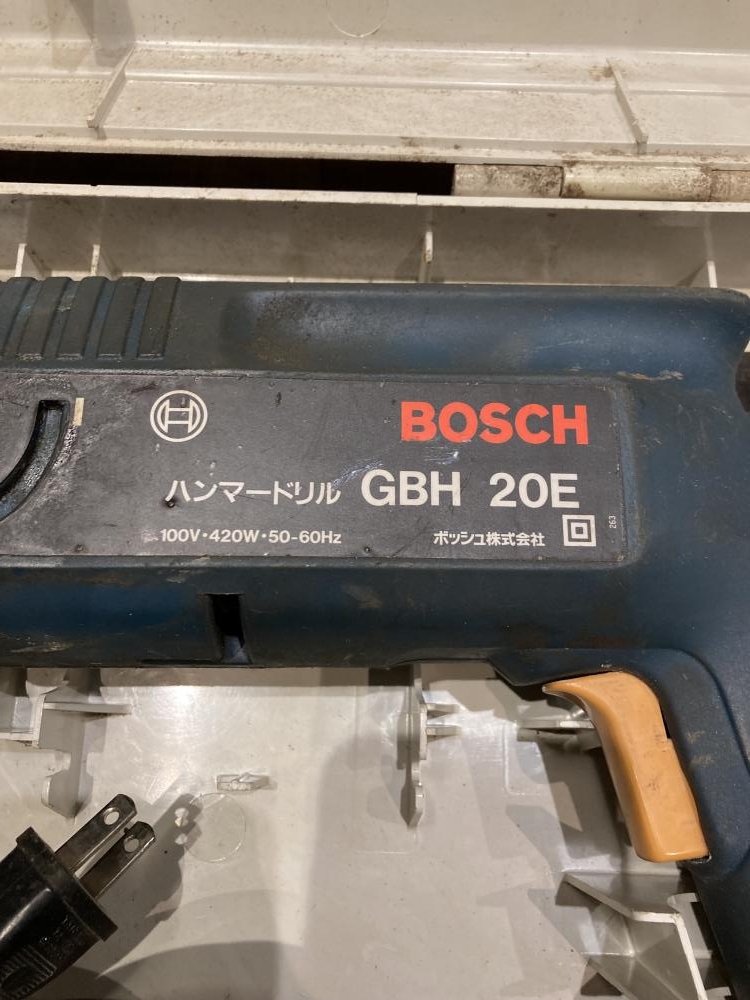 BOSCH
ハンマードリル GBH 20E
100V・420W・50-60Hz ボッシュ株式会社
263